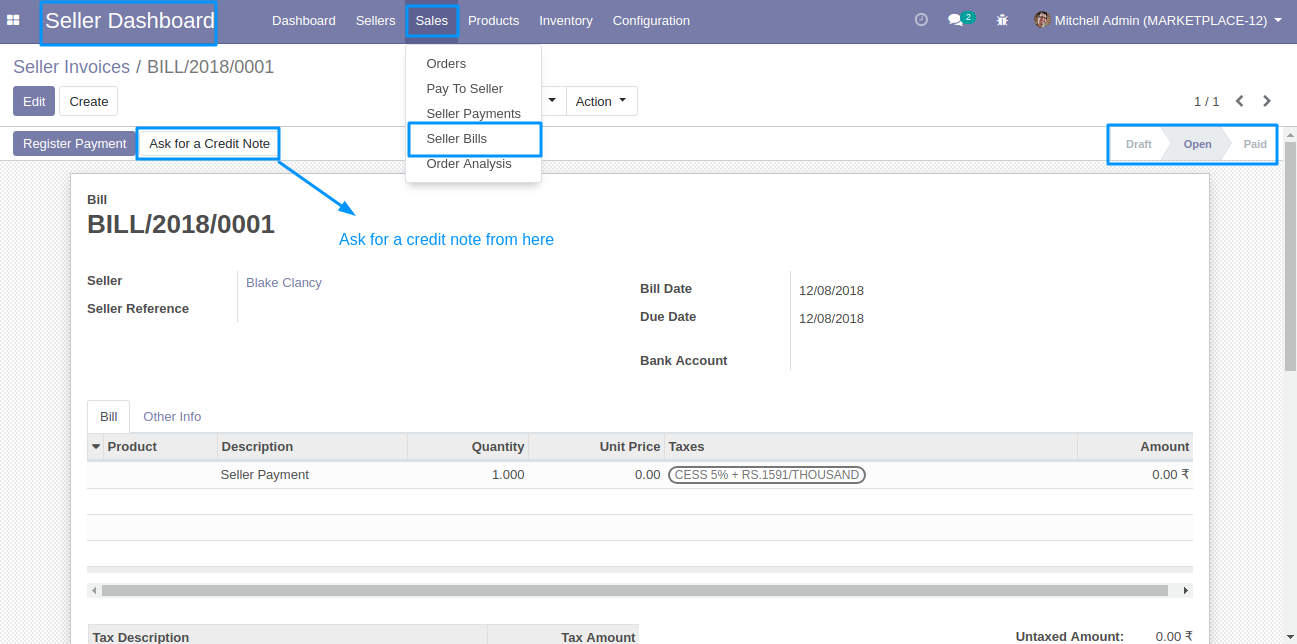 Seller Dashboard Dashboard Sellers Sales Products Inventory Configuration 2 Mitchell Admin (MARKETPLACE-12)
Seller Invoices / BILL/2018/0001
Orders
Pay To Seller
Seller Payments
Seller Bills
Order Analysis
Edit Create Action 1 / 1
Register Payment Ask for a Credit Note Draft Open Paid
Bill
BILL/2018/0001
Ask for a credit note from here
Seller Blake Clancy
Seller Reference
Bill Date 12/08/2018
Due Date 12/08/2018
Bank Account
Bill Other Info
Product Description Quantity Unit Price Taxes Amount
Seller Payment 1.000 0.00 CESS 5% + RS.1591/THOUSAND 0.00 ₹
Tax Description Tax Amount
Untaxed Amount: 0.00 ₹